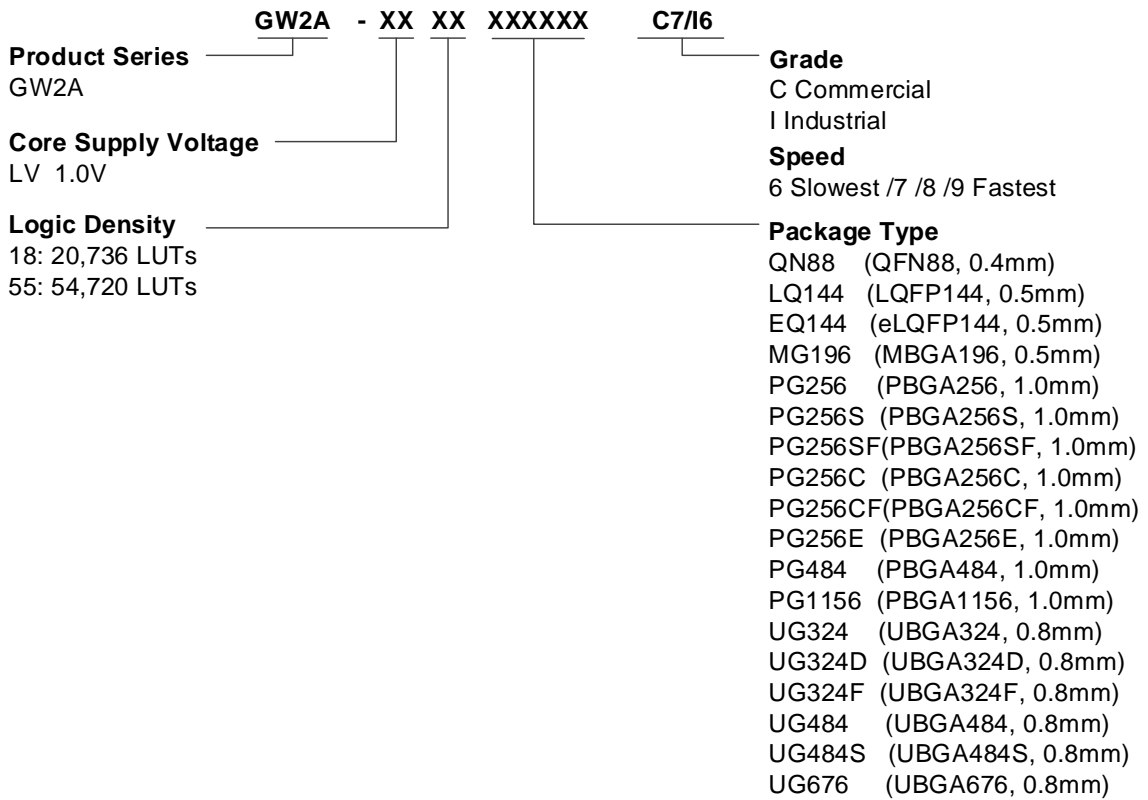 GW2A - XX XX XXXXXX C7/I6
Product Series
GW2A
Core Supply Voltage
LV 1.0V
Logic Density
18: 20,736 LUTs
55: 54,720 LUTs
Grade
C Commercial
I Industrial
Speed
6 Slowest /7 /8 /9 Fastest
Package Type
QN88 (QFN88, 0.4mm)
LQ144 (LQFP144, 0.5mm)
EQ144 (eLQFP144, 0.5mm)
MG196 (MBGA196, 0.5mm)
PG256 (PBGA256, 1.0mm)
PG256S (PBGA256S, 1.0mm)
PG256SF(PBGA256SF, 1.0mm)
PG256C (PBGA256C, 1.0mm)
PG256CF(PBGA256CF, 1.0mm)
PG256E (PBGA256E, 1.0mm)
PG484 (PBGA484, 1.0mm)
PG1156 (PBGA1156, 1.0mm)
UG324 (UBGA324, 0.8mm)
UG324D (UBGA324D, 0.8mm)
UG324F (UBGA324F, 0.8mm)
UG484 (UBGA484, 0.8mm)
UG484S (UBGA484S, 0.8mm)
UG676 (UBGA676, 0.8mm)